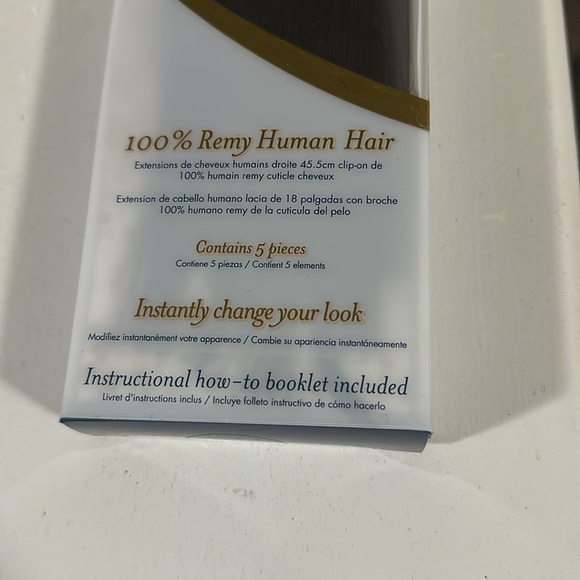 100% Remy Human Hair
Extensions de cheveux humains droite 45.5cm clip-on de
100% humain remy cuticle cheveux
Extension de cabello humano lacia de 18 palgadas con broche
100% humano remy de la cuticula del pelo
Contains 5 pieces
Contiene 5 piezas / Contient 5 elements
Instantly change your look
Modifiez instantanément votre apparence / Cambie su apariencia instantáneamente
Instructional how-to booklet included
Livret d'instructions inclus / Incluye folleto instructivo de cómo hacerlo